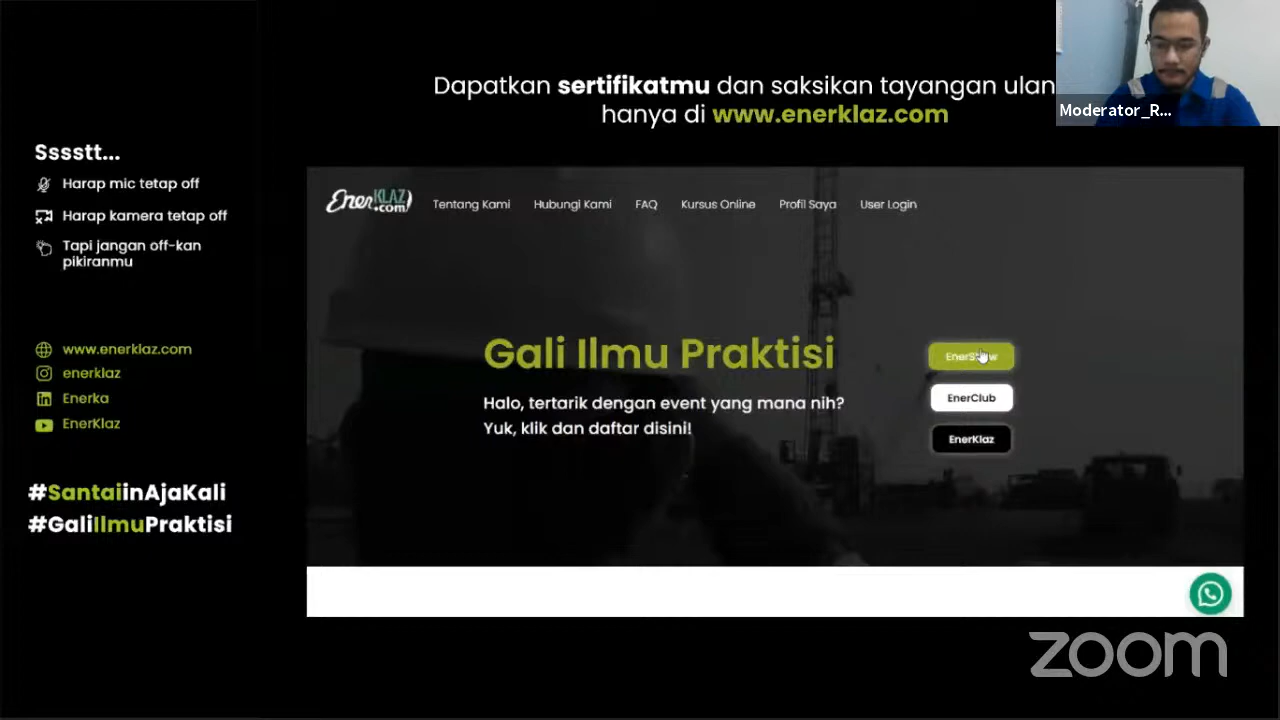 Dapatkan sertifikatmu dan saksikan tayangan ulan
hanya di www.enerklaz.com
Moderator_R...
Sssstt...
Harap mic tetap off
Harap kamera tetap off
Tapi jangan off-kan
pikiranmu
www.enerklaz.com
enerklaz
Enerka
EnerKlaz
#SantaiinAjaKali
#GaliIlmuPraktisi
EnerKLAZ
.com
Tentang Kami
Hubungi Kami
FAQ
Kursus Online
Profil Saya
User Login
Gali Ilmu Praktisi
Halo, tertarik dengan event yang mana nih?
Yuk, klik dan daftar disini!
EnerClub
EnerKlaz
zoom